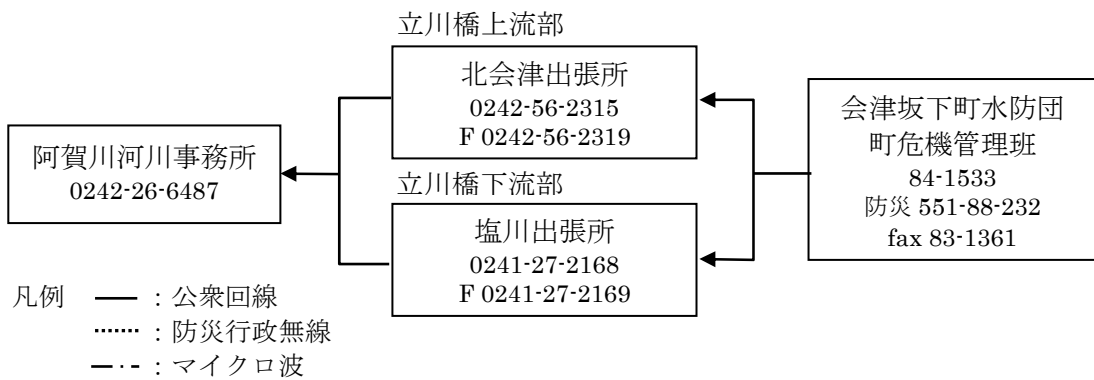 立川橋上流部
北会津出張所
0242-56-2315
F 0242-56-2319
阿賀川河川事務所
0242-26-6487
立川橋下流部
塩川出張所
0241-27-2168
F 0241-27-2169
会津坂下町水防団
町危機管理班
84-1533
防災 551-88-232
fax 83-1361
凡例 ：公衆回線
：防災行政無線
：マイクロ波